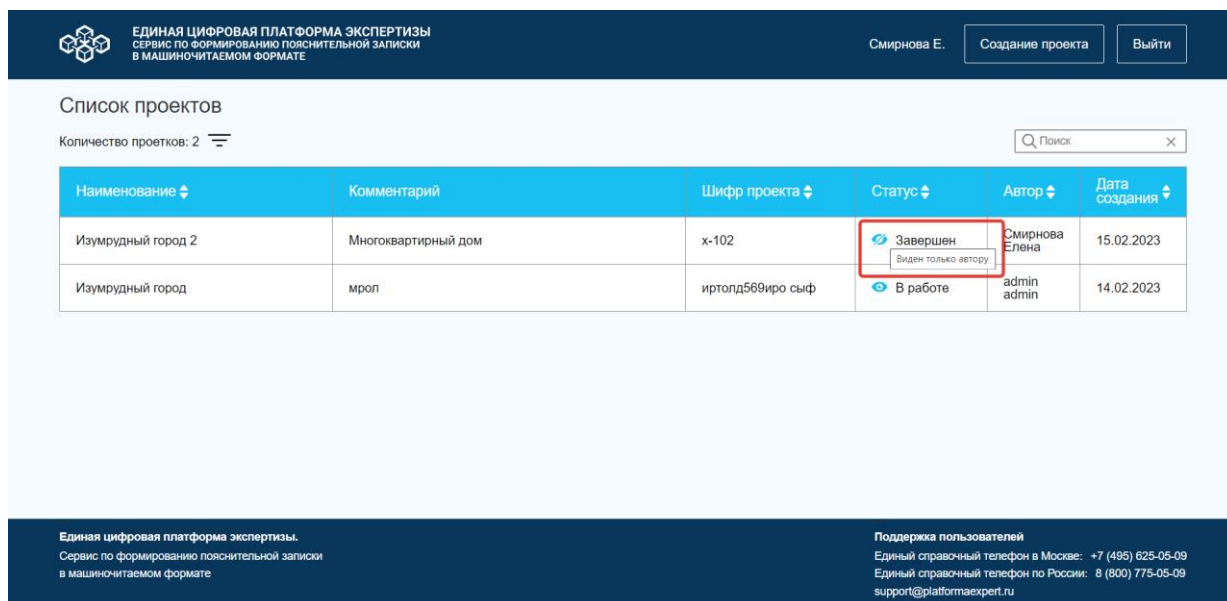 ЕДИНАЯ ЦИФРОВАЯ ПЛАТФОРМА ЭКСПЕРТИЗЫ
СЕРВИС ПО ФОРМИРОВАНИЮ ПОЯСНИТЕЛЬНОЙ ЗАПИСКИ
В МАШИНОЧИТАЕМОМ ФОРМАТЕ
Смирнова Е.
Создание проекта
Выйти
Список проектов
Количество проетков: 2
Поиск
Наименование
Комментарий
Шифр проекта
Статус
Автор
Дата
создания
Изумрудный город 2
Многоквартирный дом
х-102
Завершен
Виден только автору
Смирнова
Елена
15.02.2023
Изумрудный город
мрол
иртолд569иро сыф
В работе
admin
admin
14.02.2023
Единая цифровая платформа экспертизы.
Сервис по формированию пояснительной записки
в машиночитаемом формате
Поддержка пользователей
Единый справочный телефон в Москве: +7 (495) 625-05-09
Единый справочный телефон по России: 8 (800) 775-05-09
support@platformaexpert.ru